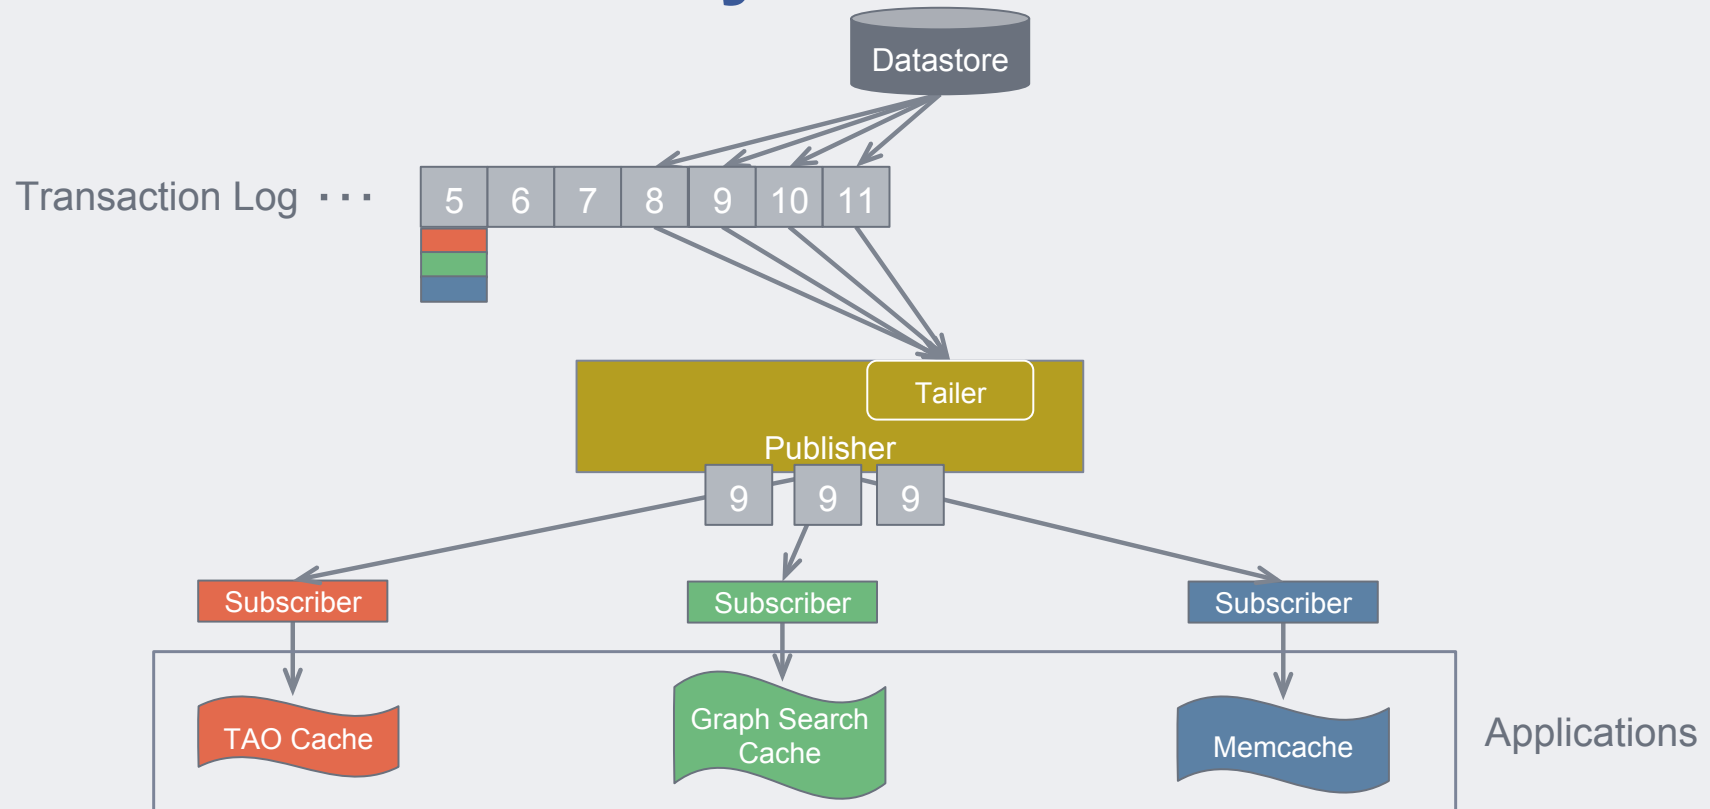 Datastore
Transaction Log ...
5 6 7 8 9 10 11
Tailer
Publisher
9 9 9
Subscriber Subscriber Subscriber
TAO Cache
Graph Search
Cache
Memcache
Applications